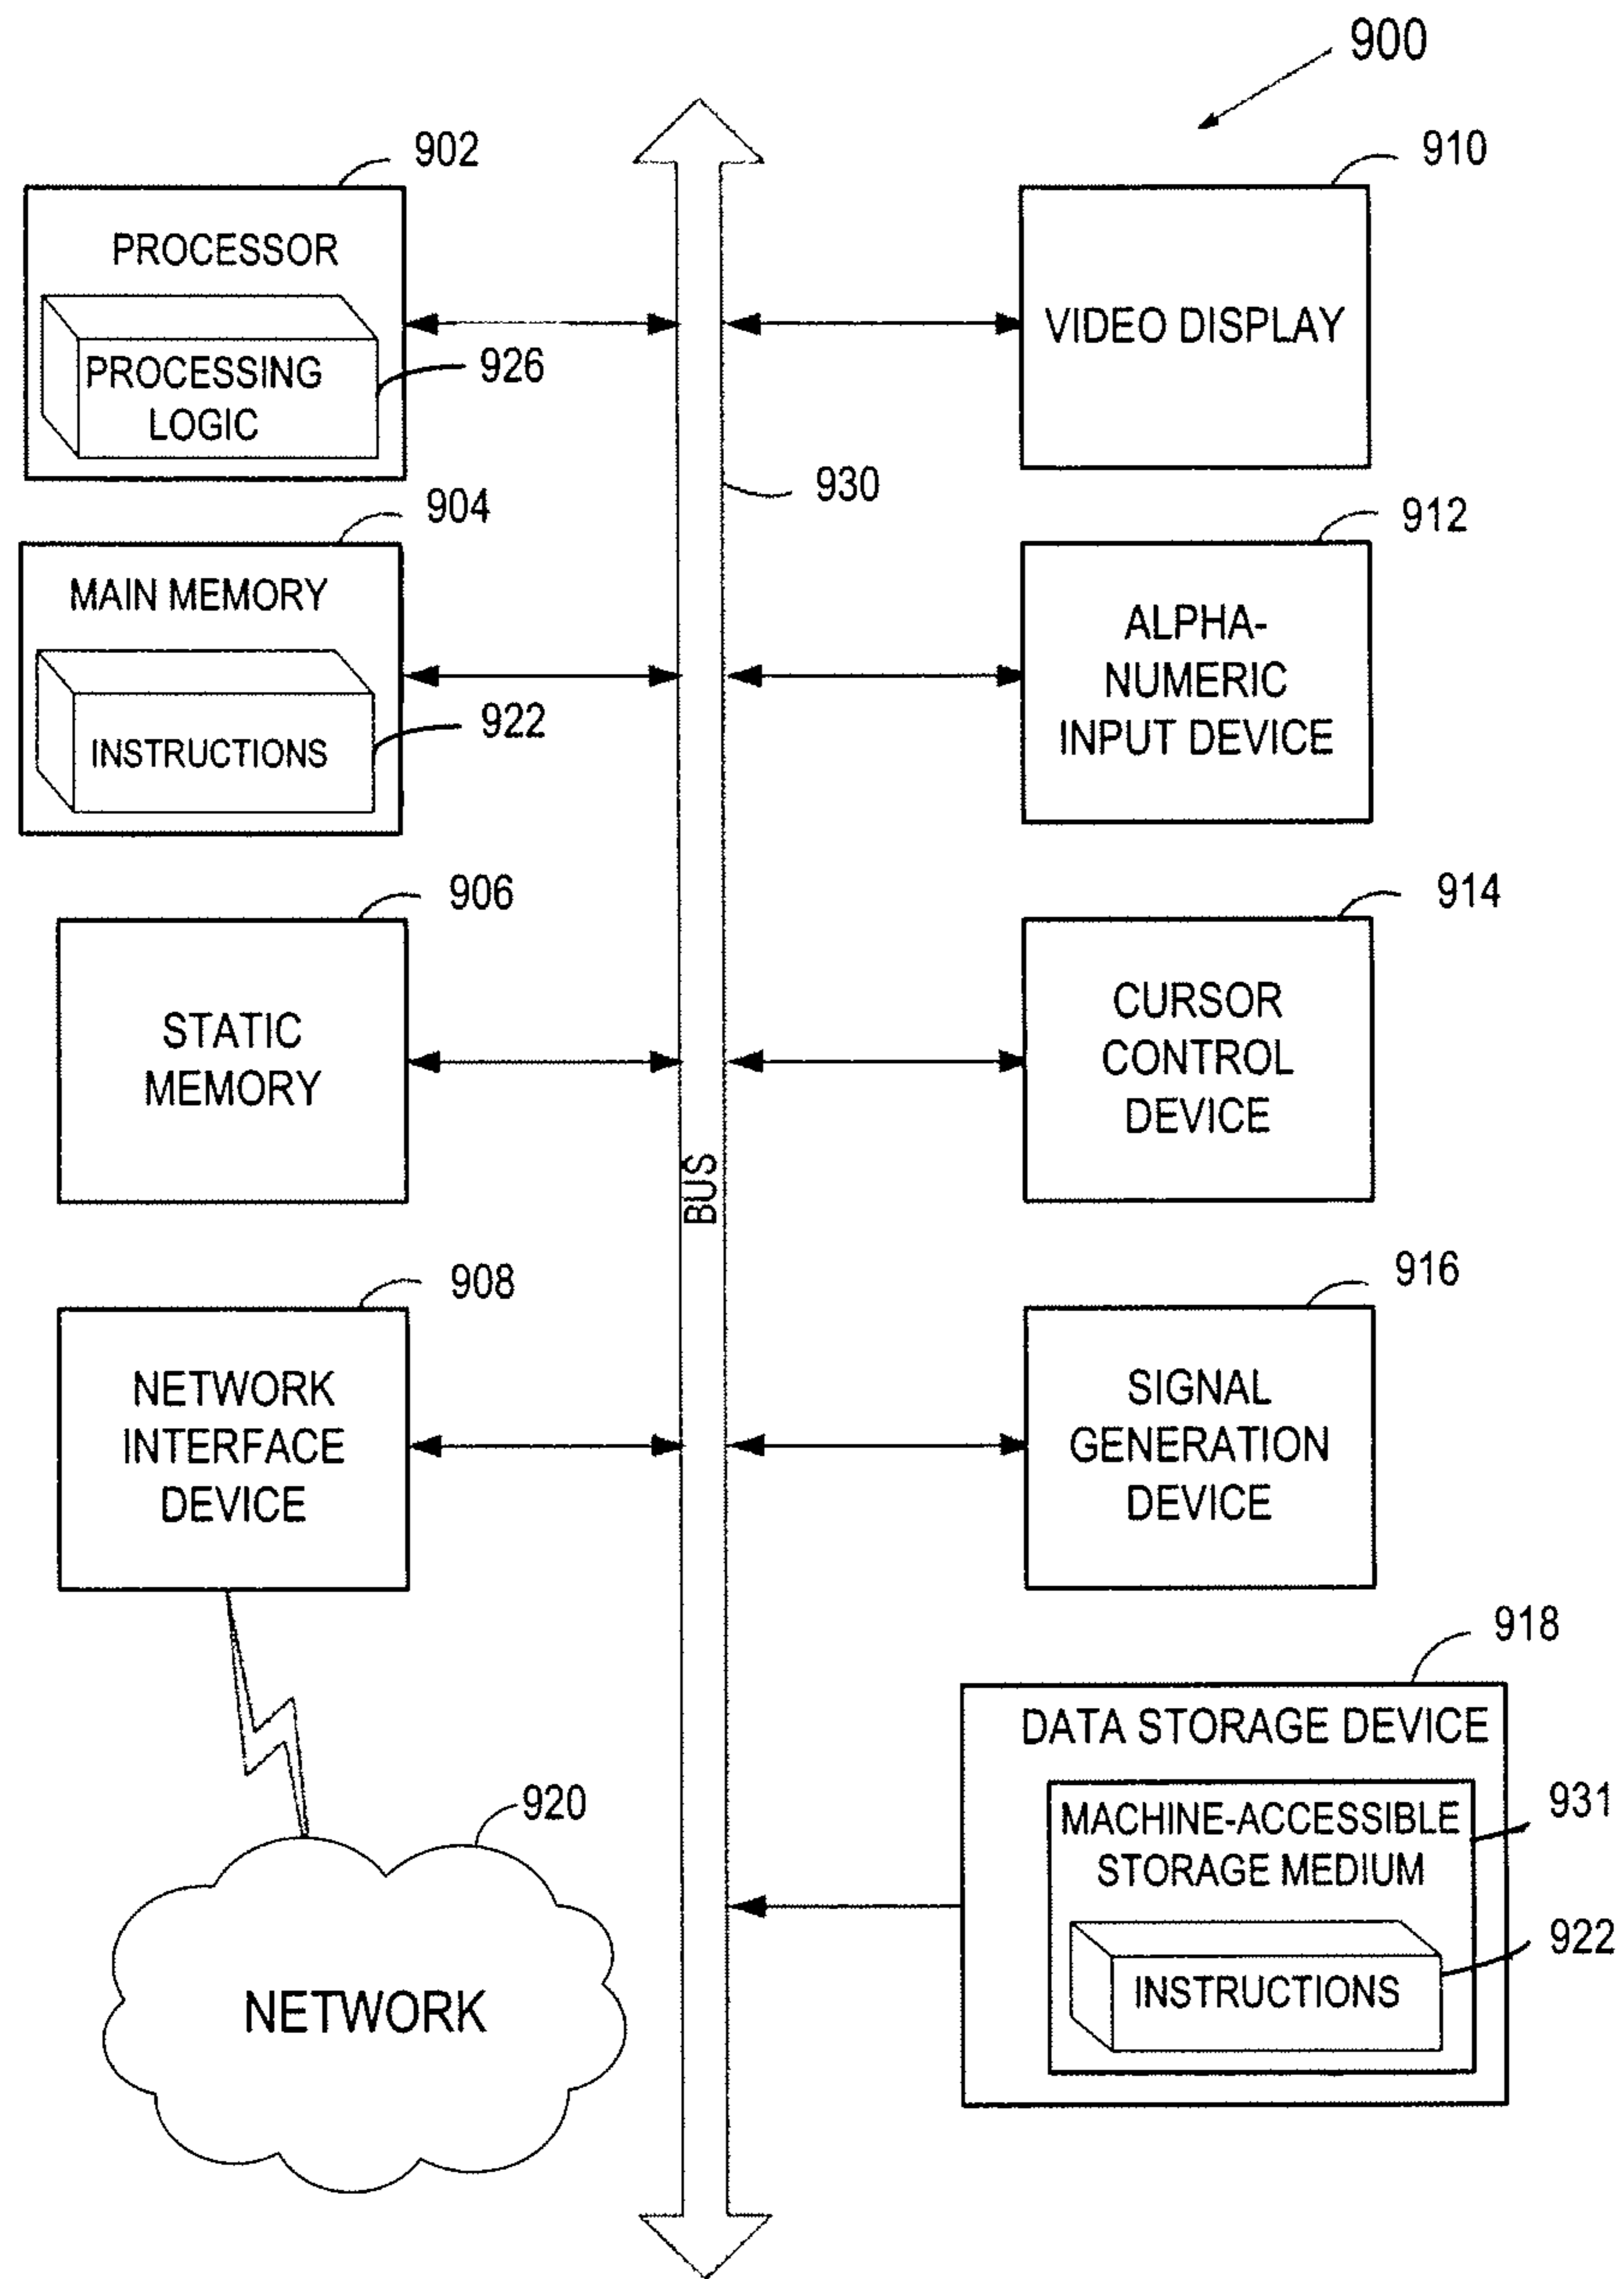 900
902
PROCESSOR
PROCESSING
LOGIC
926
904
MAIN MEMORY
INSTRUCTIONS
922
906
STATIC
MEMORY
908
NETWORK
INTERFACE
DEVICE
920
NETWORK
930
BUS
910
VIDEO DISPLAY
912
ALPHA-
NUMERIC
INPUT DEVICE
914
CURSOR
CONTROL
DEVICE
916
SIGNAL
GENERATION
DEVICE
918
DATA STORAGE DEVICE
931
MACHINE-ACCESSIBLE
STORAGE MEDIUM
922
INSTRUCTIONS